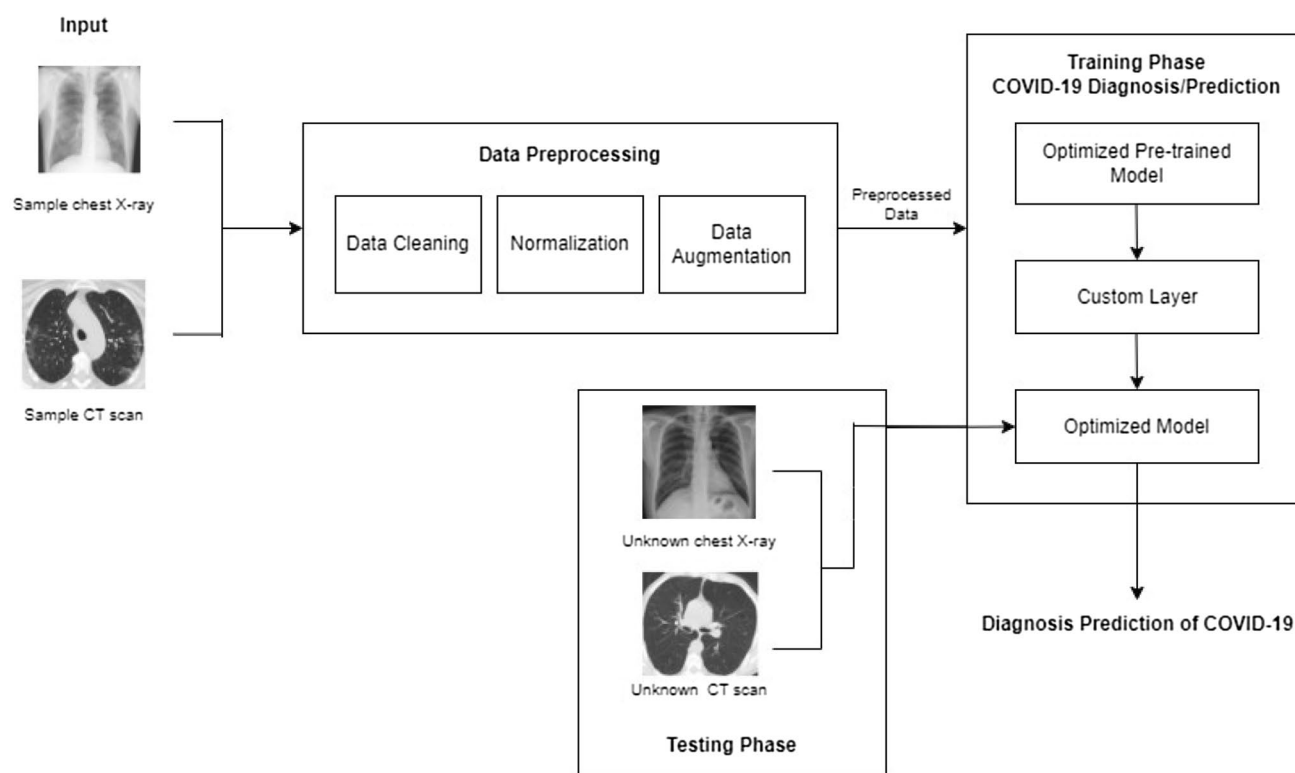 Input
Sample chest X-ray
Sample CT scan
Data Preprocessing
Data Cleaning
Normalization
Data
Augmentation
Preprocessed
Data
Training Phase
COVID-19 Diagnosis/Prediction
Optimized Pre-trained
Model
Custom Layer
Optimized Model
Diagnosis Prediction of COVID-19
Unknown chest X-ray
Unknown CT scan
Testing Phase